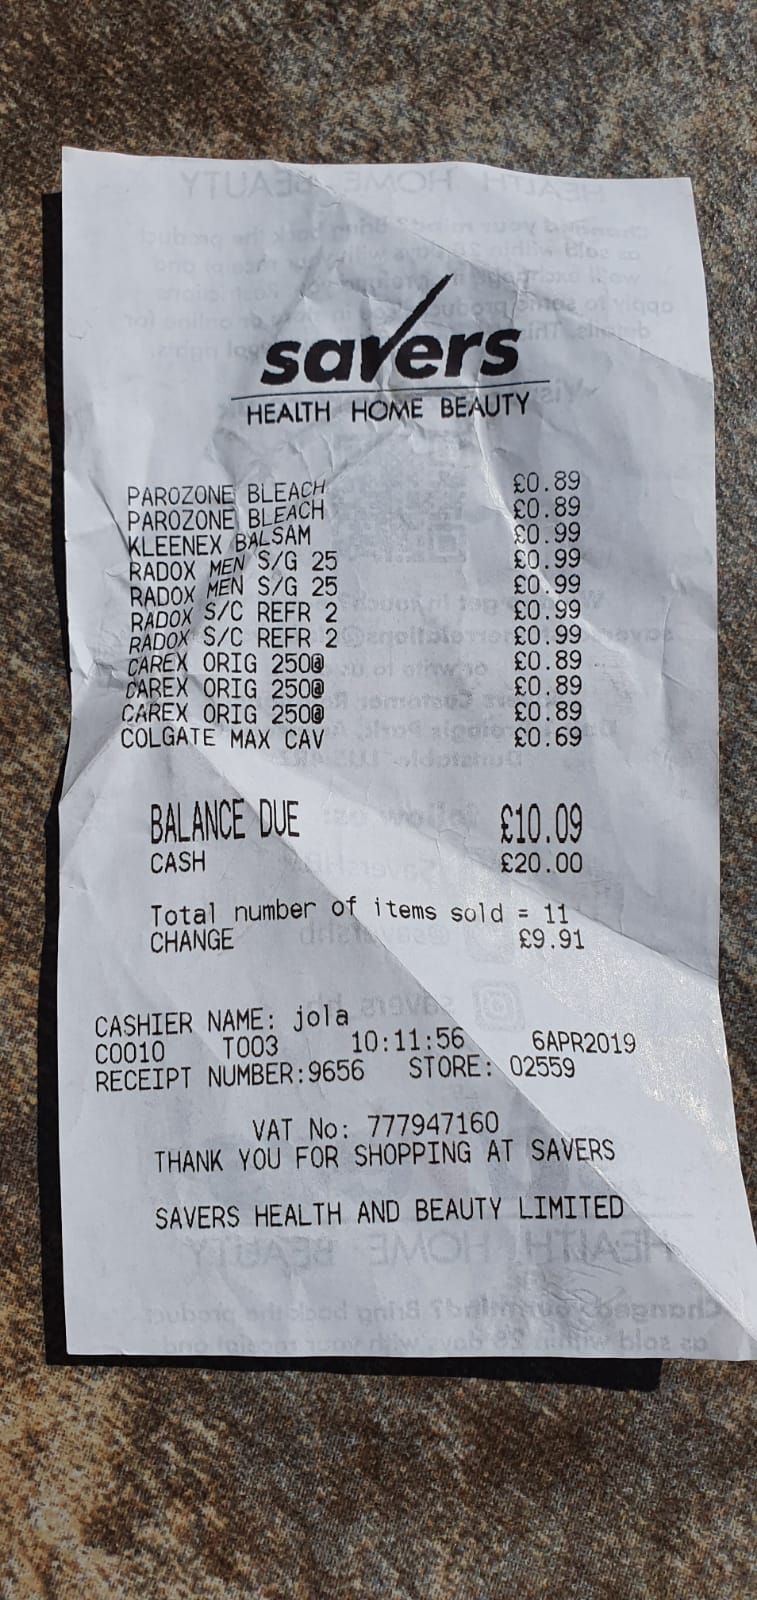 savers
HEALTH HOME BEAUTY
PAROZONE BLEACH £0.89
PAROZONE BLEACH £0.89
KLEENEX BALSAM £0.99
RADOX MEN S/G 25 £0.99
RADOX MEN S/G 25 £0.99
RADOX S/C REFR 2 £0.99
RADOX S/C REFR 2 £0.99
CAREX ORIG 250@ £0.89
CAREX ORIG 250@ £0.89
CAREX ORIG 250@ £0.89
COLGATE MAX CAV £0.69
BALANCE DUE £10.09
CASH £20.00
Total number of items sold = 11
CHANGE £9.91
CASHIER NAME: jola
C0010 T003 10:11:56 6APR2019
RECEIPT NUMBER:9656 STORE: 02559
VAT No: 777947160
THANK YOU FOR SHOPPING AT SAVERS
SAVERS HEALTH AND BEAUTY LIMITED